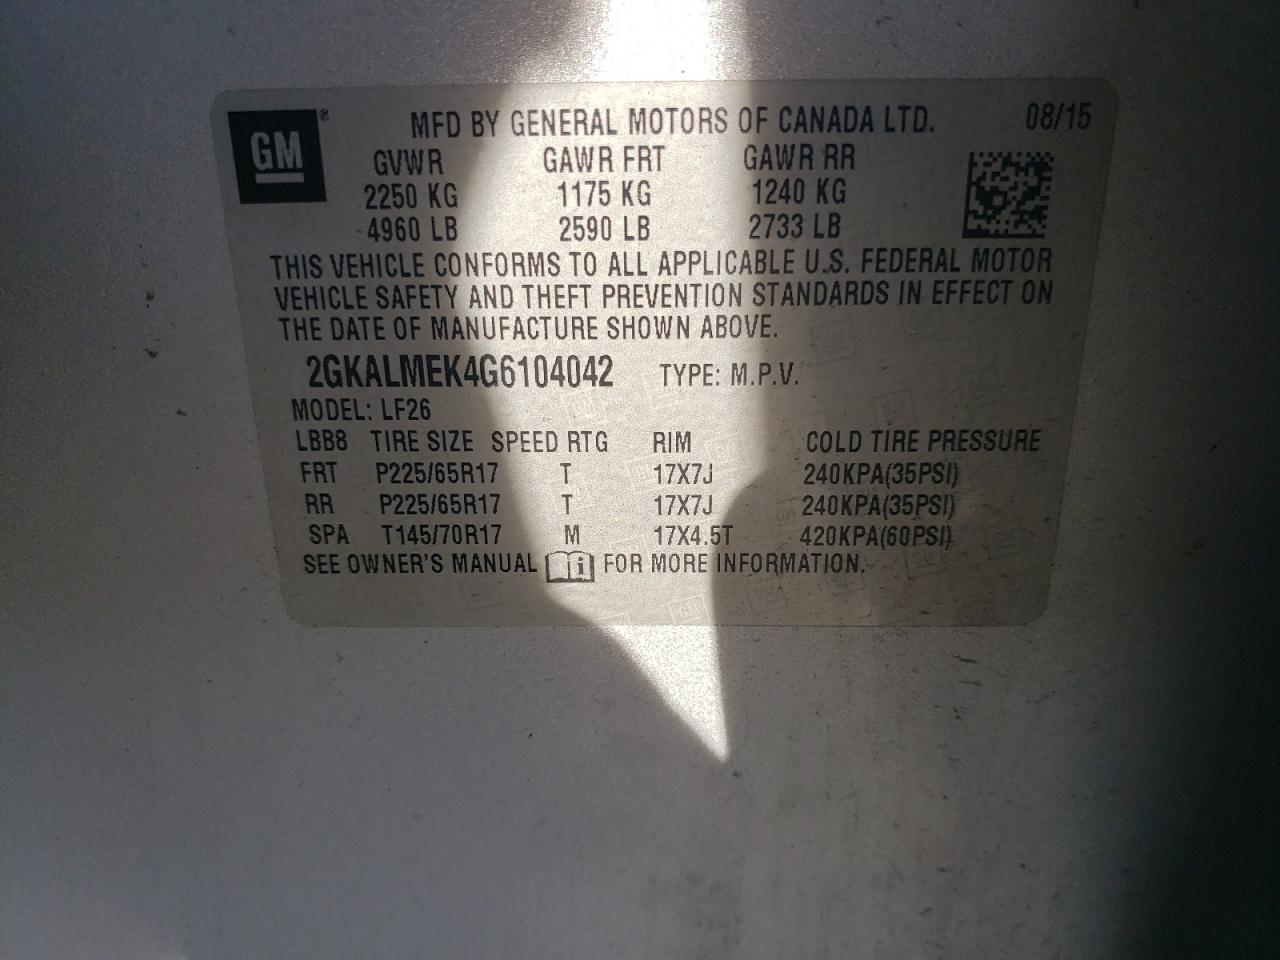 GM®
MFD BY GENERAL MOTORS OF CANADA LTD. 08/15
GVWR GAWR FRT GAWR RR
2250 KG 1175 KG 1240 KG
4960 LB 2590 LB 2733 LB
THIS VEHICLE CONFORMS TO ALL APPLICABLE U.S. FEDERAL MOTOR
VEHICLE SAFETY AND THEFT PREVENTION STANDARDS IN EFFECT ON
THE DATE OF MANUFACTURE SHOWN ABOVE.
2GKALMEK4G6104042 TYPE: M.P.V.
MODEL: LF26
LBB8 TIRE SIZE SPEED RTG RIM COLD TIRE PRESSURE
FRT P225/65R17 T 17X7J 240KPA(35PSI)
RR P225/65R17 T 17X7J 240KPA(35PSI)
SPA T145/70R17 M 17X4.5T 420KPA(60PSI)
SEE OWNER'S MANUAL i FOR MORE INFORMATION.